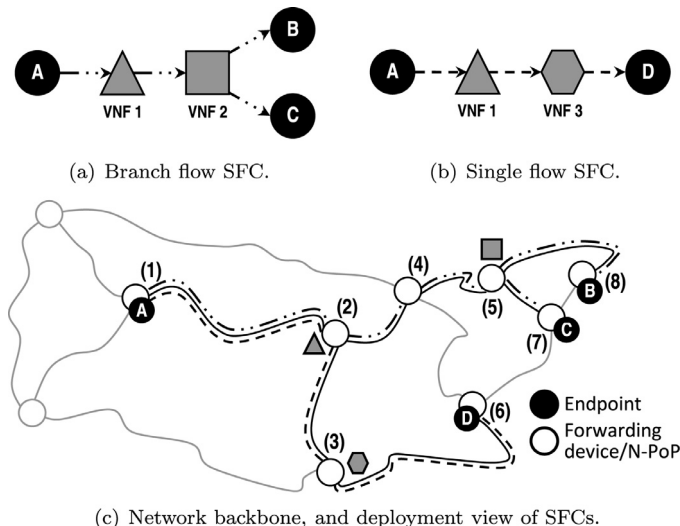 A
VNF 1
VNF 2
B
C
(a) Branch flow SFC.
A
VNF 1
VNF 3
D
(b) Single flow SFC.
(1)
A
(2)
(3)
(4)
(5)
B
(8)
C
(7)
D
(6)
Endpoint
Forwarding
device/N-PoP
(c) Network backbone, and deployment view of SFCs.